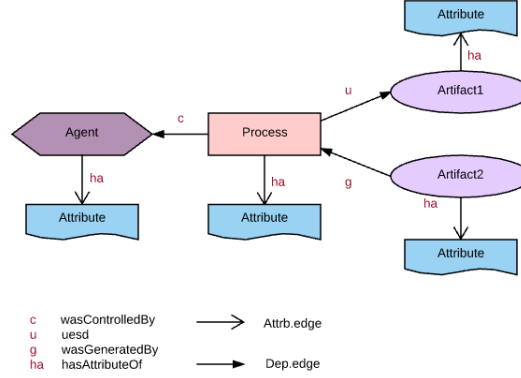 Attribute
ha
u
Artifact1
c
Agent
Process
Artifact2
ha
ha
g
ha
Attribute
Attribute
Attribute
c wasControlledBy
Attrb.edge
u uesd
g wasGeneratedBy
ha hasAttributeOf
Dep.edge